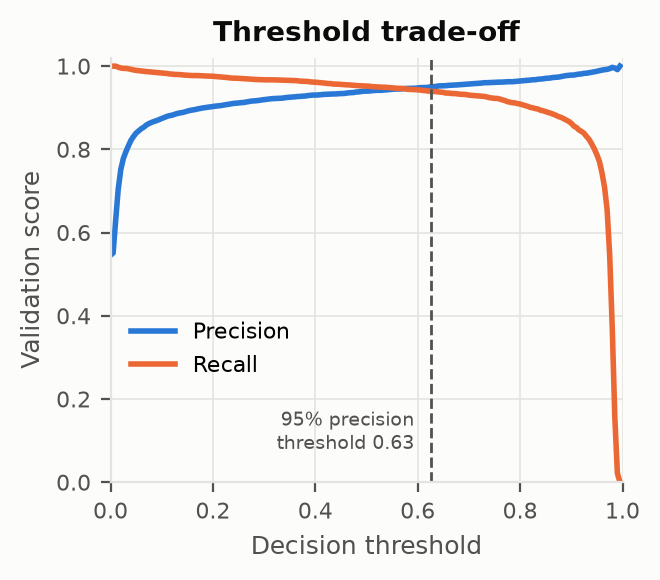 Threshold trade-off
Validation score
1.0
0.8
0.6
0.4
0.2
0.0
Precision
Recall
95% precision
threshold 0.63
0.0 0.2 0.4 0.6 0.8 1.0
Decision threshold